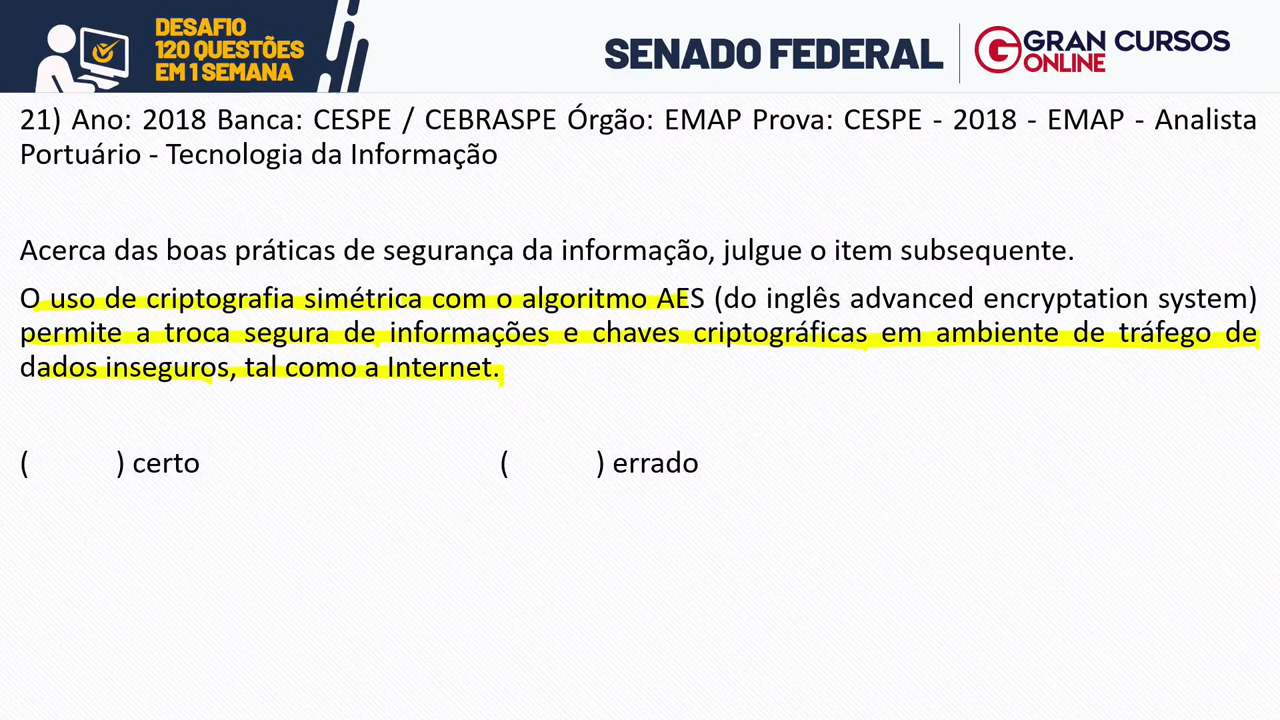 DESAFIO
120 QUESTÕES
EM 1 SEMANA
SENADO FEDERAL
GRAN CURSOS
ONLINE
21) Ano: 2018 Banca: CESPE / CEBRASPE Órgão: EMAP Prova: CESPE - 2018 - EMAP - Analista
Portuário - Tecnologia da Informação
Acerca das boas práticas de segurança da informação, julgue o item subsequente.
O uso de criptografia simétrica com o algoritmo AES (do inglês advanced encryptation system)
permite a troca segura de informações e chaves criptográficas em ambiente de tráfego de
dados inseguros, tal como a Internet.
( ) certo ( ) errado